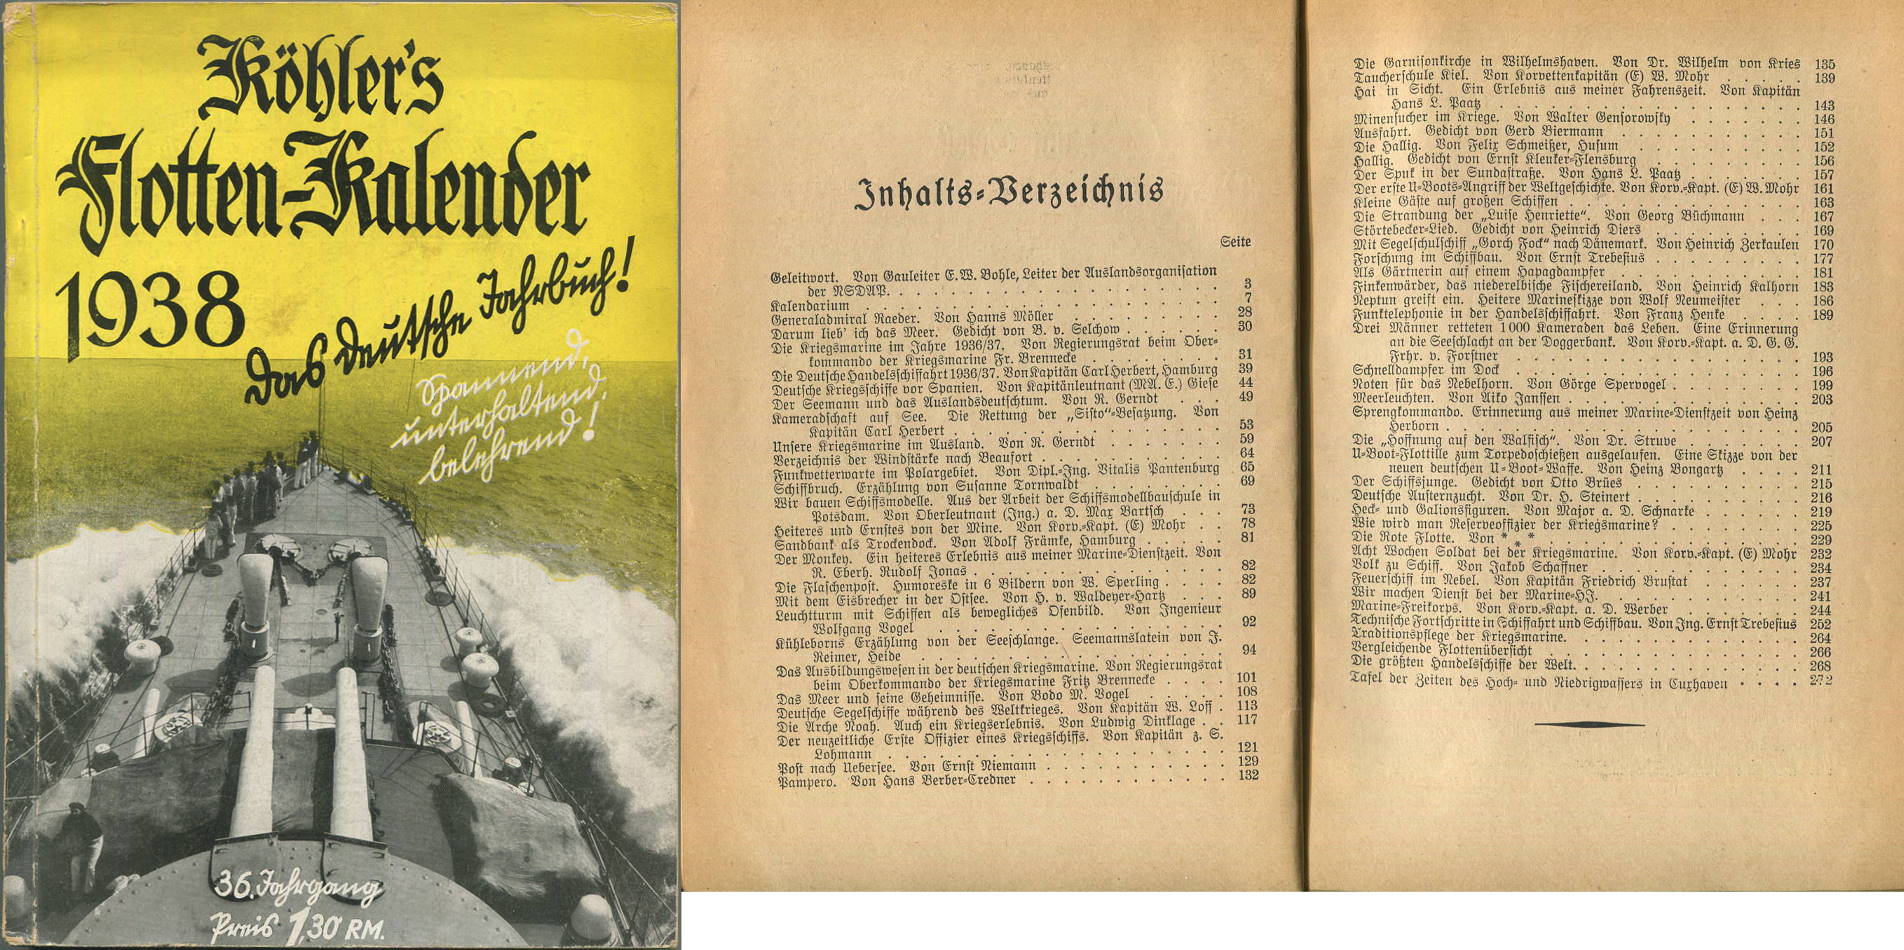 Köhler's
Flotten-Kalender
1938
Das deutsche Jahrbuch!
Spannend,
unterhaltend,
belehrend!
36. Jahrgang
Preis 1,30 RM.
Inhalts-Verzeichnis
Seite
Geleitwort. Von Gauleiter E. W. Bohle, Leiter der Auslandsorganisation
der NSDAP. 3
Kalendarium 7
Generaladmiral Raeder. Von Hanns Möller 28
Darum lieb' ich das Meer. Gedicht von B. v. Selchow 30
Die Kriegsmarine im Jahre 1936/37. Von Regierungsrat beim Ober-
kommando der Kriegsmarine Fr. Brennecke 31
Die Deutsche Handelsschiffahrt 1936/37. Von Kapitän Carl Herbert, Hamburg 39
Deutsche Kriegsschiffe vor Spanien. Von Kapitänleutnant (MA. E.) Giese 44
Der Seemann und das Auslandsdeutschtum. Von R. Gerndt 49
Kameradschaft auf See. Die Rettung der „Sisto"-Besatzung. Von
Kapitän Carl Herbert 53
Unsere Kriegsmarine im Ausland. Von R. Gerndt 59
Verzeichnis der Windstärke nach Beaufort 64
Funkwetterwarte im Polargebiet. Von Dipl.-Ing. Vitalis Pantenburg 65
Schiffbruch. Erzählung von Susanne Tornwaldt 69
Wir bauen Schiffsmodelle. Aus der Arbeit der Schiffsmodellbauschule in
Potsdam. Von Oberleutnant (Ing.) a. D. Max Bartsch 73
Heiteres und Ernstes von der Mine. Von Korv.-Kapt. (E) Mohr 78
Sandbank als Trockendock. Von Adolf Främke, Hamburg 81
Der Monkey. Ein heiteres Erlebnis aus meiner Marine-Dienstzeit. Von
R. Eberh. Rudolf Jonas 82
Die Flaschenpost. Humoreske in 6 Bildern von W. Sperling 82
Mit dem Eisbrecher in der Ostsee. Von H. v. Waldeyer-Hartz 89
Leuchtturm mit Schiffen als bewegliches Ofenbild. Von Ingenieur
Wolfgang Vogel 92
Kühleborns Erzählung von der Seeschlange. Seemannslatein von J.
Reimer, Heide 94
Das Ausbildungswesen in der deutschen Kriegsmarine. Von Regierungsrat
beim Oberkommando der Kriegsmarine Fritz Brennecke 101
Das Meer und seine Geheimnisse. Von Bodo M. Vogel 108
Deutsche Segelschiffe während des Weltkrieges. Von Kapitän W. Loff 113
Die Arche Noah. Auch ein Kriegserlebnis. Von Ludwig Dinklage 117
Der neuzeitliche Erste Offizier eines Kriegsschiffs. Von Kapitän z. S.
Lohmann 121
Post nach Uebersee. Von Ernst Niemann 129
Pampero. Von Hans Berber-Credner 132
Die Garnisonkirche in Wilhelmshaven. Von Dr. Wilhelm von Kries 135
Taucherschule Kiel. Von Korvettenkapitän (E) W. Mohr 139
Hai in Sicht. Ein Erlebnis aus meiner Fahrenszeit. Von Kapitän
Hans L. Paatz 143
Minensucher im Kriege. Von Walter Gensorowsky 146
Ausfahrt. Gedicht von Gerd Biermann 151
Die Hallig. Von Felix Schmeißer, Husum 152
Hallig. Gedicht von Ernst Kleuker-Flensburg 156
Der Spuk in der Sundastraße. Von Hans L. Paatz 157
Der erste U-Boots-Angriff der Weltgeschichte. Von Korv.-Kapt. (E) W. Mohr 161
Kleine Gäste auf großen Schiffen 163
Die Strandung der „Luise Henriette". Von Georg Büchmann 167
Störtebecker-Lied. Gedicht von Heinrich Diers 169
Mit Segelschulschiff „Gorch Fock" nach Dänemark. Von Heinrich Zerkaulen 170
Forschung im Schiffbau. Von Ernst Trebesius 177
Als Gärtnerin auf einem Hapagdampfer 181
Finkenwärder, das niederelbische Fischereiland. Von Heinrich Kalhorn 183
Neptun greift ein. Heitere Marineskizze von Wolf Neumeister 186
Funktelephonie in der Handelsschiffahrt. Von Franz Henke 189
Drei Männer retteten 1000 Kameraden das Leben. Eine Erinnerung
an die Seeschlacht an der Doggerbank. Von Korv.-Kapt. a. D. G. G.
Frhr. v. Forstner 193
Schnelldampfer im Dock 196
Noten für das Nebelhorn. Von Görge Spervogel 199
Meerleuchten. Von Aiko Janssen 203
Sprengkommando. Erinnerung aus meiner Marine-Dienstzeit von Heinz
Herborn 205
Die „Hoffnung auf den Walfisch". Von Dr. Struve 207
U-Boot-Flottille zum Torpedoschießen ausgelaufen. Eine Skizze von der
neuen deutschen U-Boot-Waffe. Von Heinz Bongartz 211
Der Schiffsjunge. Gedicht von Otto Brües 215
Deutsche Austernzucht. Von Dr. H. Steinert 216
Heck- und Galionsfiguren. Von Major a. D. Schnarke 219
Wie wird man Reserveoffizier der Kriegsmarine? 225
Die Rote Flotte. Von * * * 229
Acht Wochen Soldat bei der Kriegsmarine. Von Korv.-Kapt. (E) Mohr 232
Volk zu Schiff. Von Jakob Schaffner 234
Feuerschiff im Nebel. Von Kapitän Friedrich Brustat 237
Wir machen Dienst bei der Marine-HJ. 241
Marine-Freikorps. Von Korv.-Kapt. a. D. Werber 244
Technische Fortschritte in Schiffahrt und Schiffbau. Von Ing. Ernst Trebesius 252
Traditionspflege der Kriegsmarine. 264
Vergleichende Flottenübersicht 266
Die größten Handelsschiffe der Welt. 268
Tafel der Zeiten des Hoch- und Niedrigwassers in Cuxhaven 272